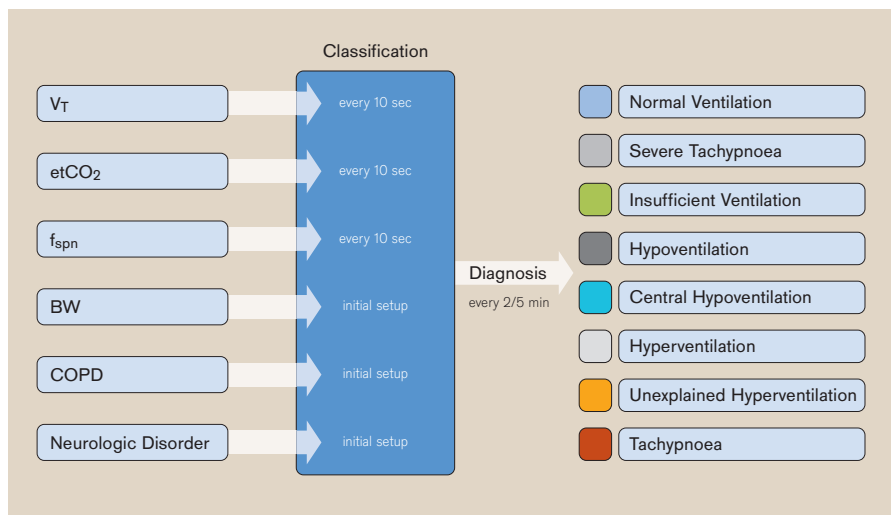 Classification
V_T
every 10 sec
etCO₂
every 10 sec
f_spn
every 10 sec
BW
initial setup
COPD
initial setup
Neurologic Disorder
initial setup
Diagnosis
every 2/5 min
Normal Ventilation
Severe Tachypnoea
Insufficient Ventilation
Hypoventilation
Central Hypoventilation
Hyperventilation
Unexplained Hyperventilation
Tachypnoea